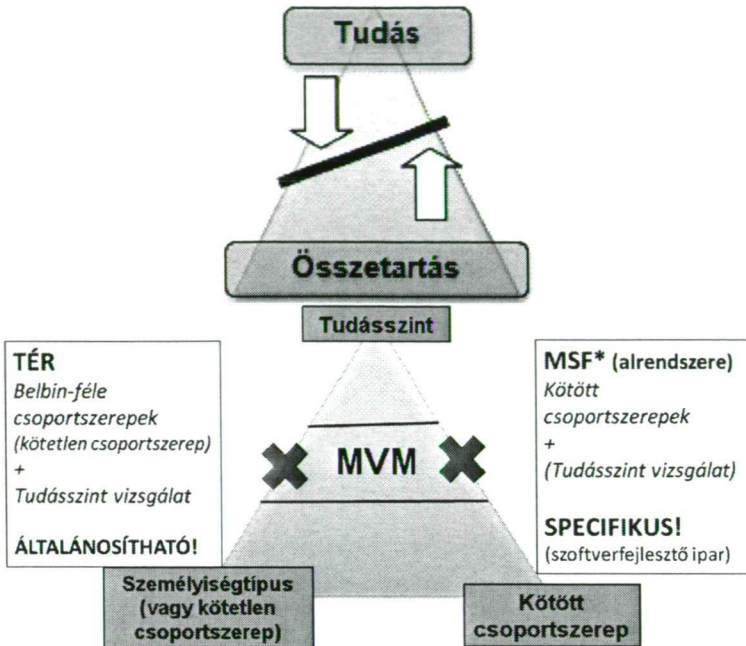 Tudás
Összetartás
Tudásszint
TÉR
Belbin-féle
csoportszerepek
(kötetlen csoportszerep)
+
Tudásszint vizsgálat
ÁLTALÁNOSÍTHATÓ!
MVM
MSF* (alrendszere)
Kötött
csoportszerepek
+
(Tudásszint vizsgálat)
SPECIFIKUS!
(szoftverfejlesztő ipar)
Személyiségtípus
(vagy kötetlen
csoportszerep)
Kötött
csoportszerep